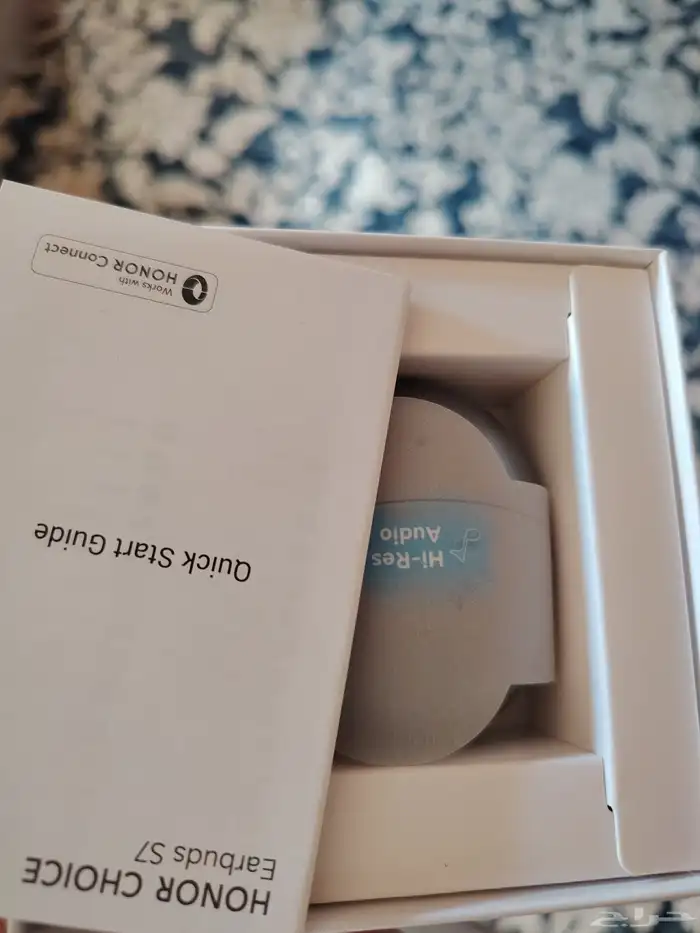 HONOR CHOICE
Earbuds S7
Quick Start Guide
Works with
HONOR Connect
Hi-Res
Audio
حراج